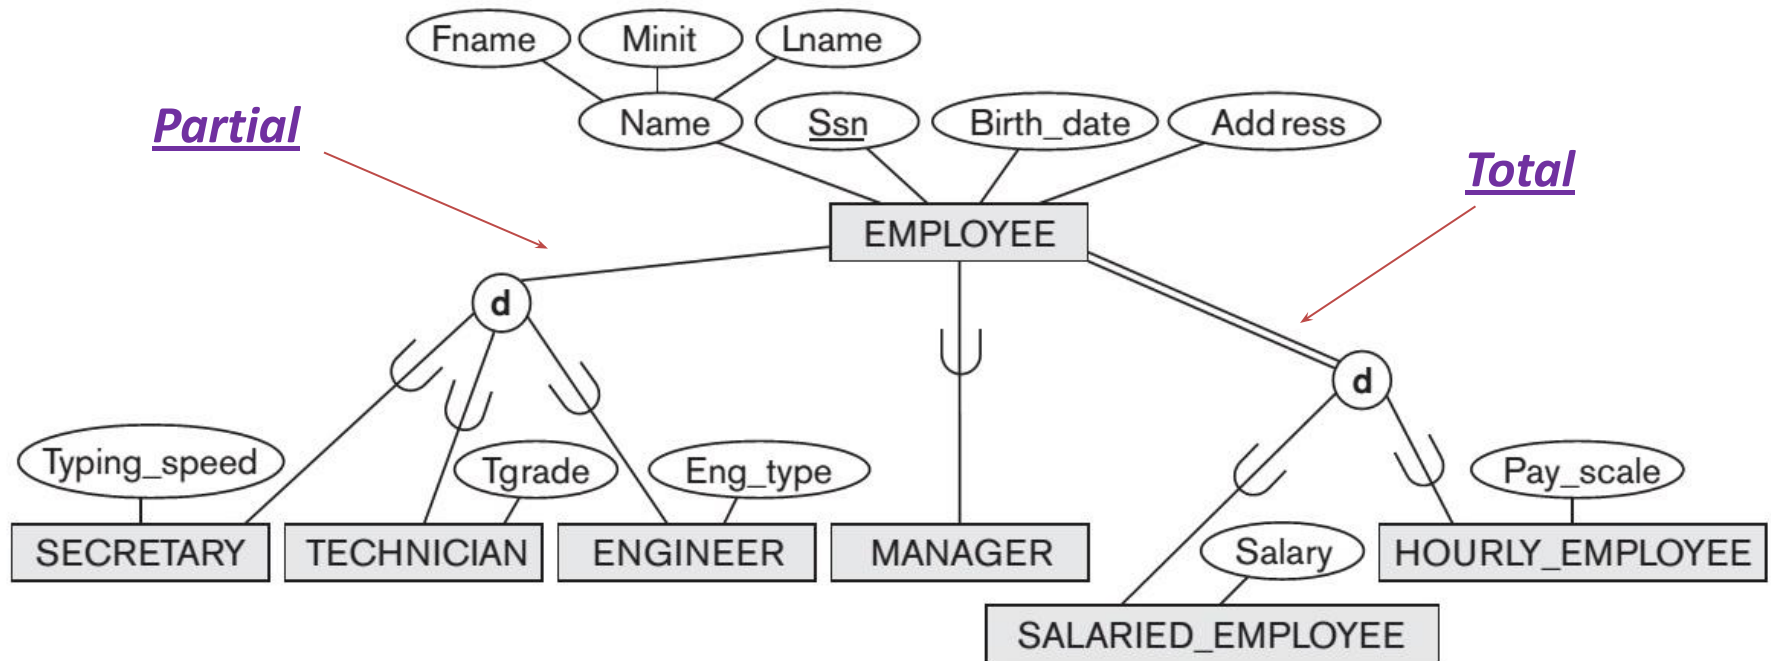 Fname Minit Lname
Partial Name Ssn Birth_date Address
Total
EMPLOYEE
d
d
Typing_speed Tgrade Eng_type Pay_scale
SECRETARY TECHNICIAN ENGINEER MANAGER Salary HOURLY_EMPLOYEE
SALARIED_EMPLOYEE